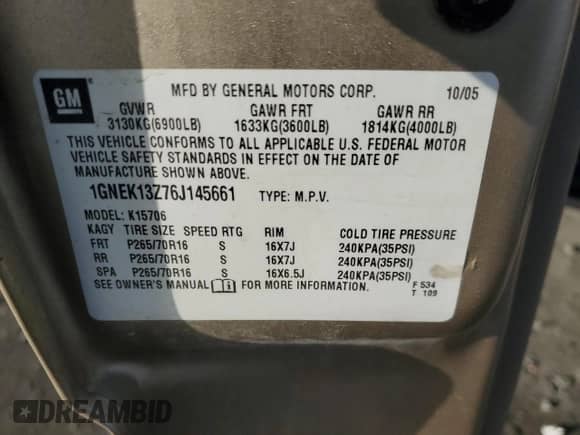 GM
MFD BY GENERAL MOTORS CORP. 10/05
GVWR GAWR FRT GAWR RR
3130KG(6900LB) 1633KG(3600LB) 1814KG(4000LB)
THIS VEHICLE CONFORMS TO ALL APPLICABLE U.S. FEDERAL MOTOR
VEHICLE SAFETY STANDARDS IN EFFECT ON THE DATE OF
MANUFACTURE SHOWN ABOVE.
1GNEK13Z76J145661 TYPE: M.P.V.
MODEL: K15706
KAGY TIRE SIZE SPEED RTG RIM COLD TIRE PRESSURE
FRT P265/70R16 S 16X7J 240KPA(35PSI)
RR P265/70R16 S 16X7J 240KPA(35PSI)
SPA P265/70R16 S 16X6.5J 240KPA(35PSI)
SEE OWNER'S MANUAL i FOR MORE INFORMATION.
F 534
T 109
DREAMBID